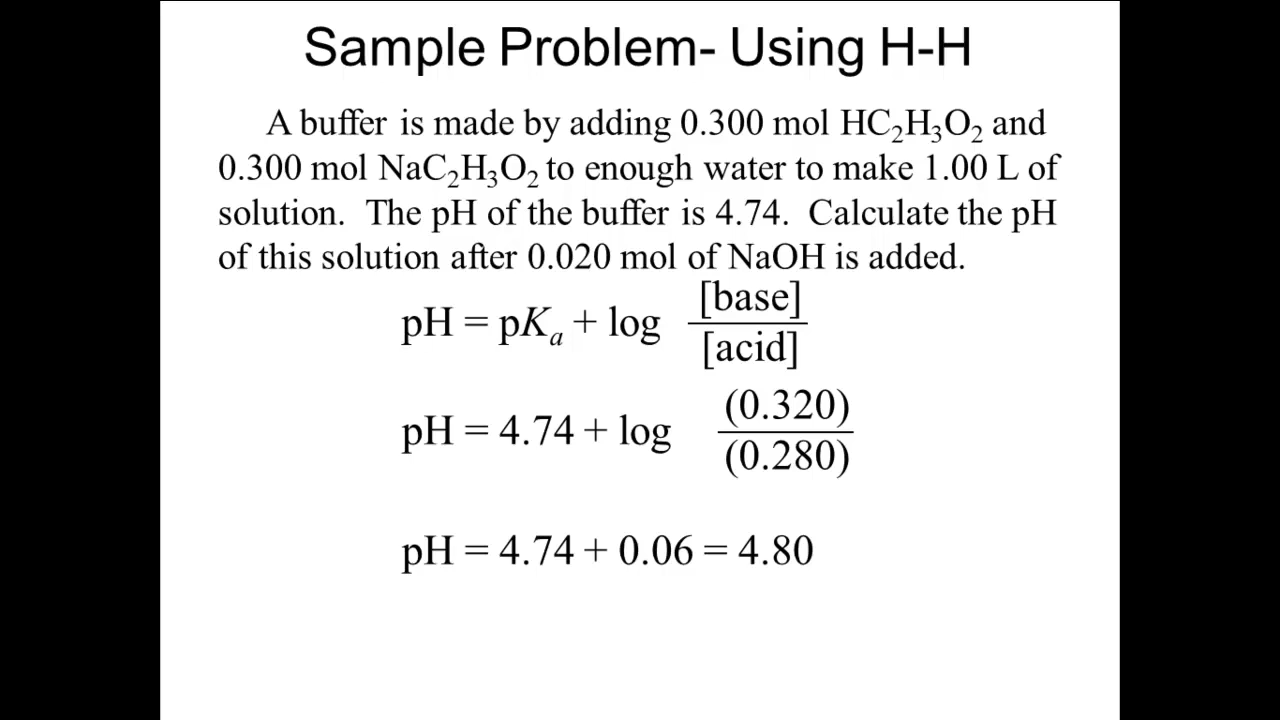 Sample Problem- Using H-H
A buffer is made by adding 0.300 mol HC₂H₃O₂ and
0.300 mol NaC₂H₃O₂ to enough water to make 1.00 L of
solution. The pH of the buffer is 4.74. Calculate the pH
of this solution after 0.020 mol of NaOH is added.
[base]
pH = pKₐ + log
[acid]
(0.320)
pH = 4.74 + log
(0.280)
pH = 4.74 + 0.06 = 4.80